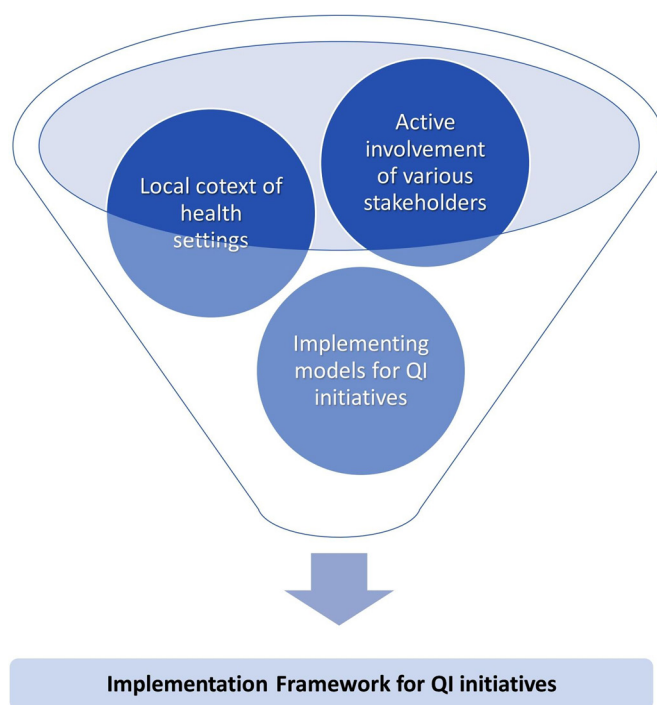 Active
involvement
of various
stakeholders
Local cotext of
health
settings
Implementing
models for QI
initiatives
Implementation Framework for QI initiatives